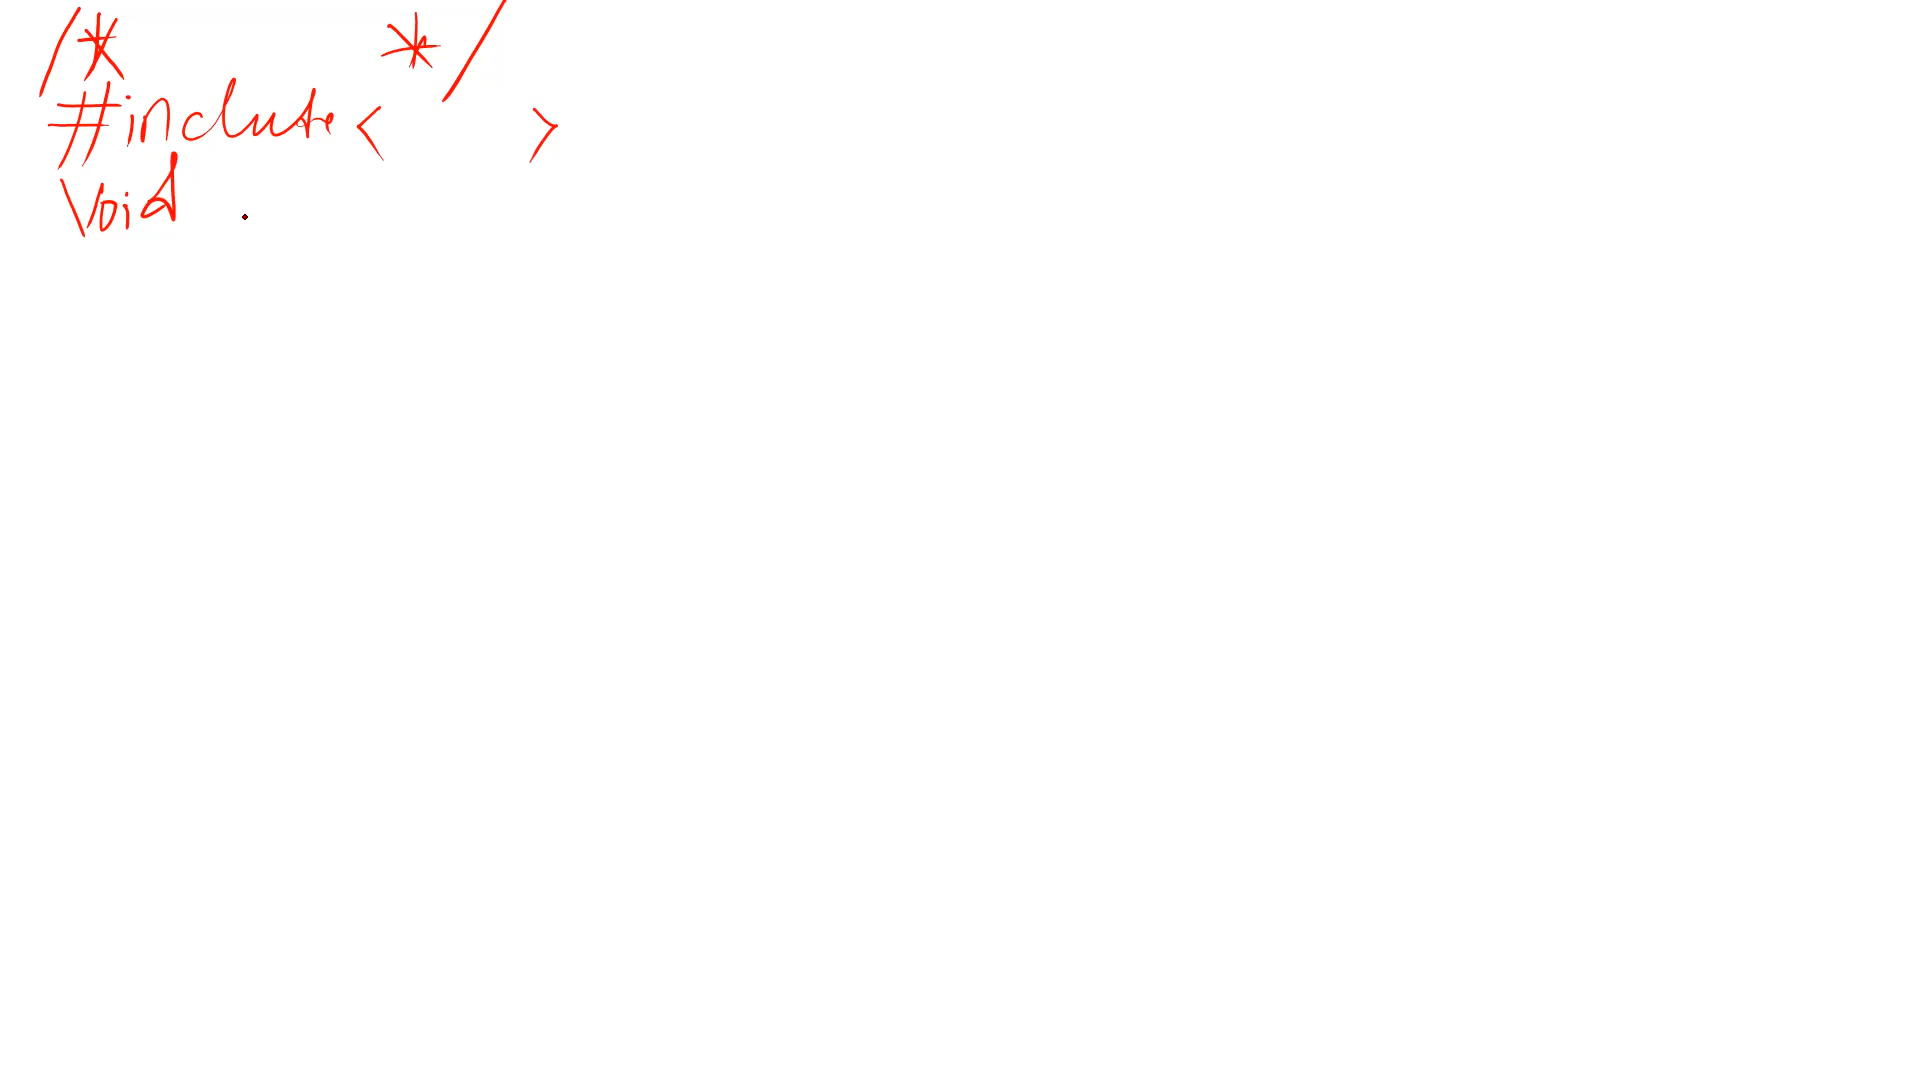 /* */
#include < >
void